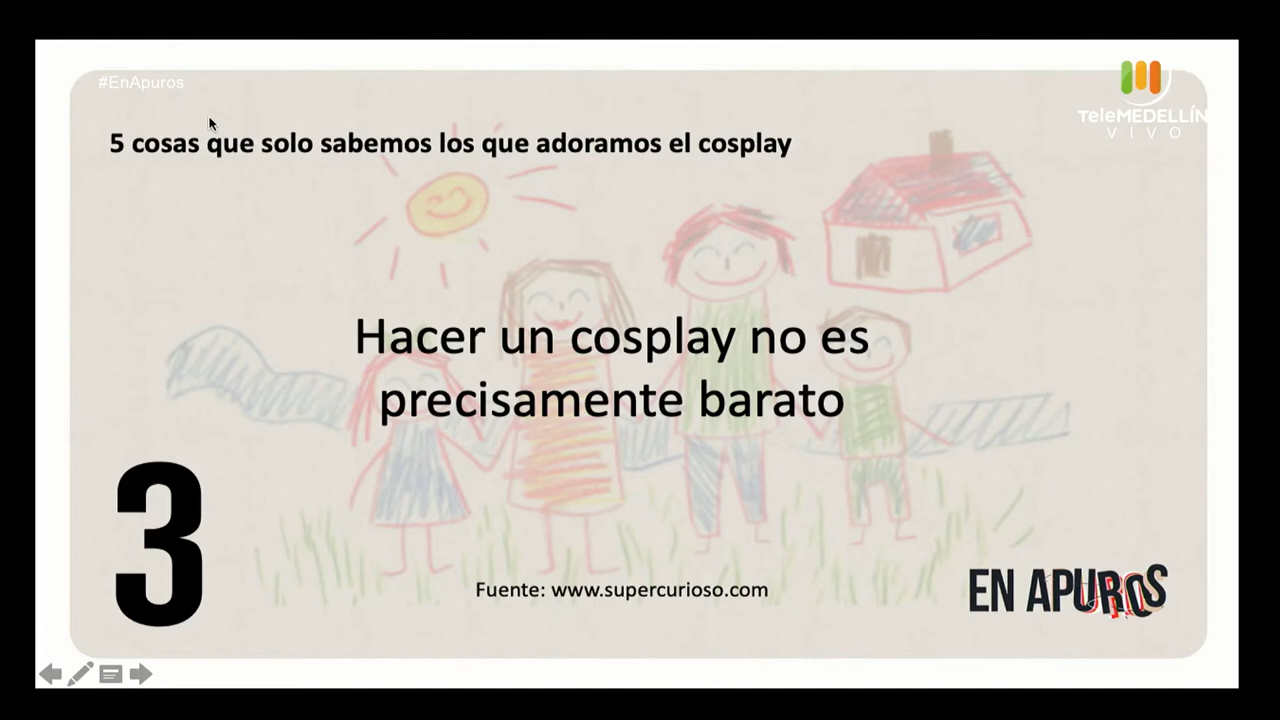 #EnApuros
TeleMEDELLÍN
VIVO
5 cosas que solo sabemos los que adoramos el cosplay
Hacer un cosplay no es
precisamente barato
3
Fuente: www.supercurioso.com
EN APUROS